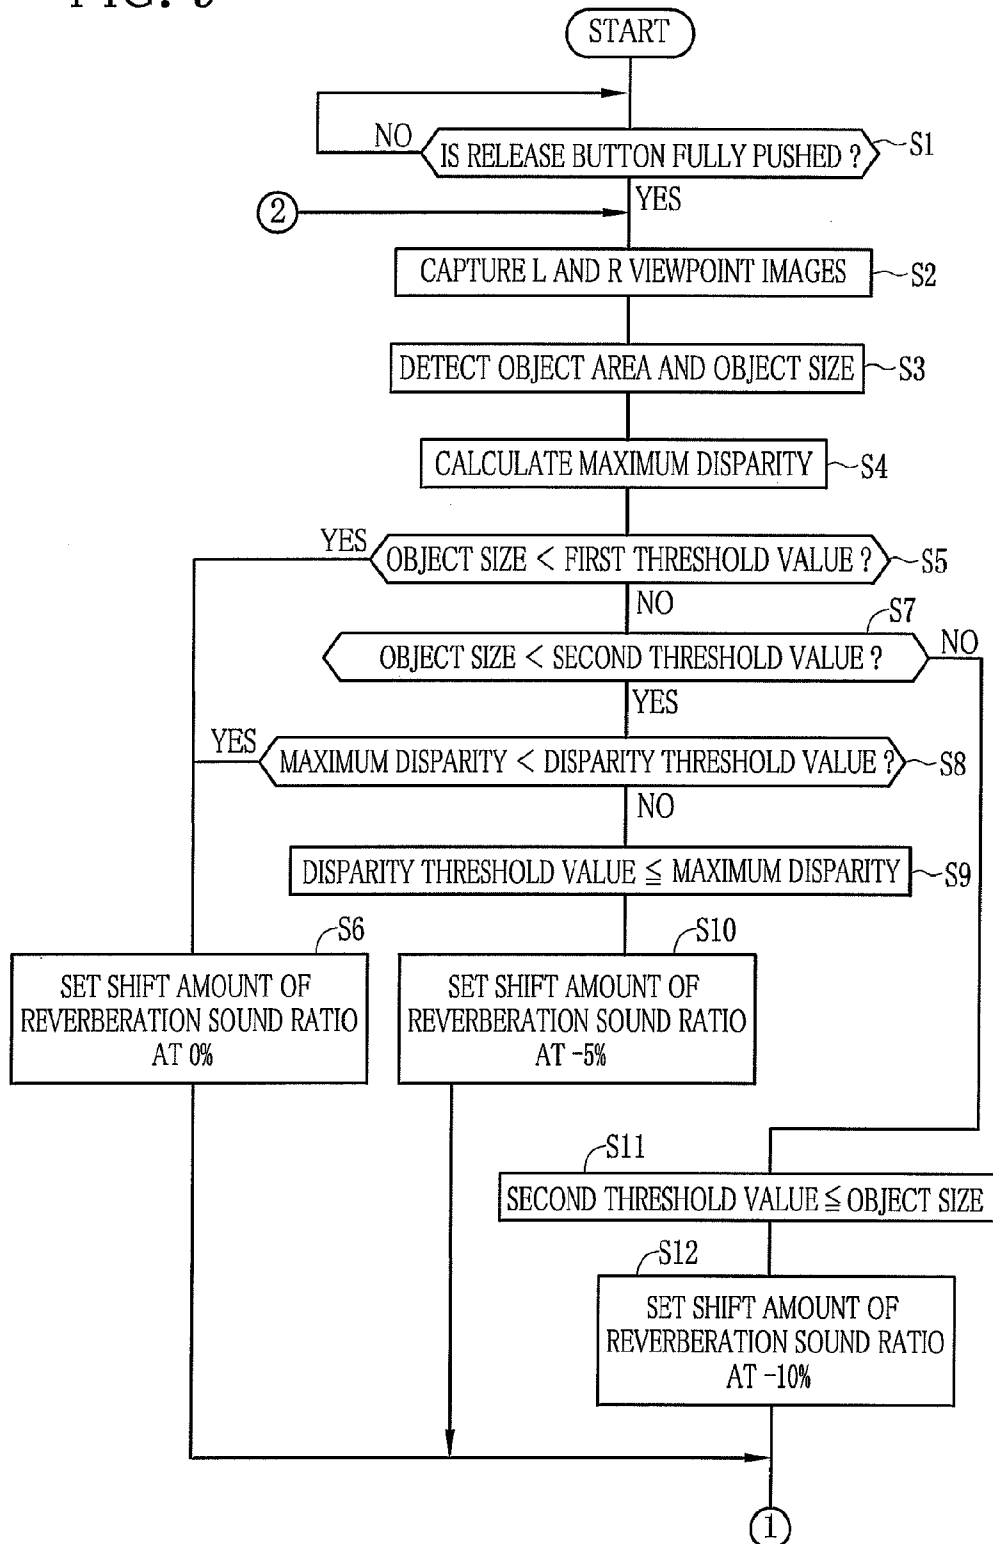 FIG.
START
NO
IS RELEASE BUTTON FULLY PUSHED ?
S1
YES
2
CAPTURE L AND R VIEWPOINT IMAGES
S2
DETECT OBJECT AREA AND OBJECT SIZE
S3
CALCULATE MAXIMUM DISPARITY
S4
YES
OBJECT SIZE < FIRST THRESHOLD VALUE ?
S5
NO
S7
OBJECT SIZE < SECOND THRESHOLD VALUE ?
NO
YES
YES
MAXIMUM DISPARITY < DISPARITY THRESHOLD VALUE ?
S8
NO
DISPARITY THRESHOLD VALUE ≦ MAXIMUM DISPARITY
S9
S6
SET SHIFT AMOUNT OF
REVERBERATION SOUND RATIO
AT 0%
S10
SET SHIFT AMOUNT OF
REVERBERATION SOUND RATIO
AT -5%
S11
SECOND THRESHOLD VALUE ≦ OBJECT SIZE
S12
SET SHIFT AMOUNT OF
REVERBERATION SOUND RATIO
AT -10%
1